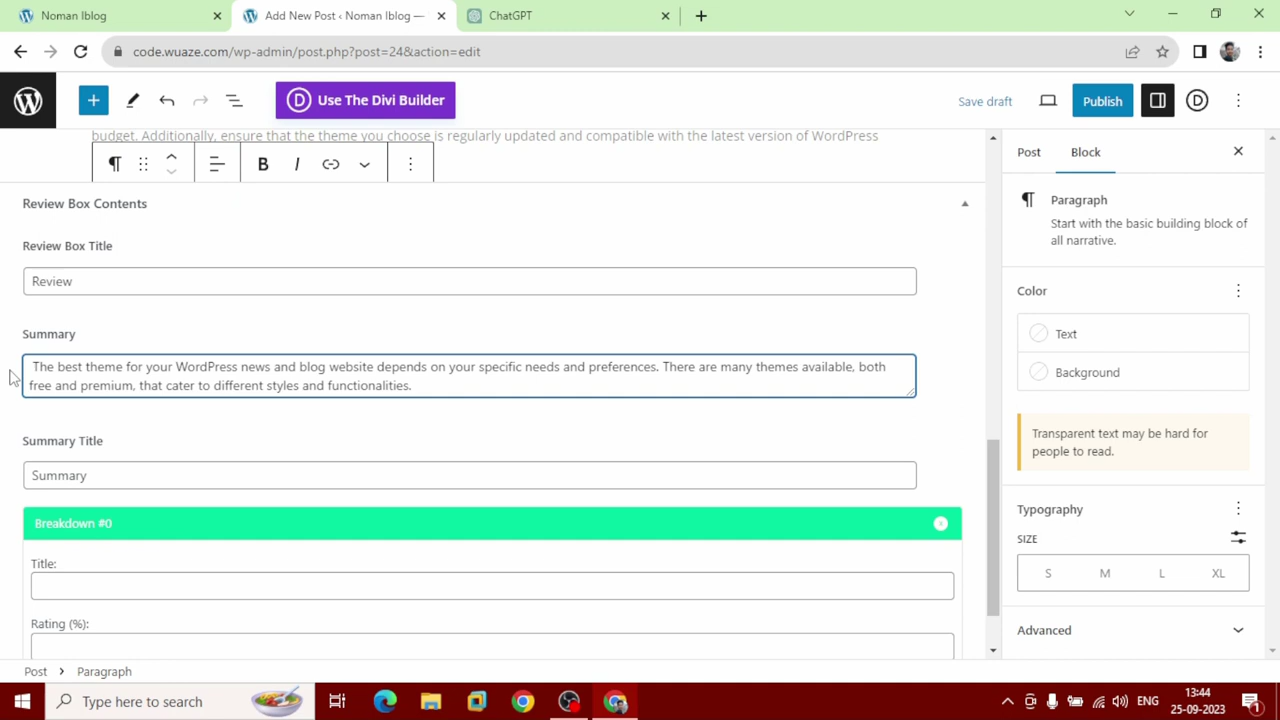 Noman Iblog
Add New Post ‹ Noman Iblog —
ChatGPT
code.wuaze.com/wp-admin/post.php?post=24&action=edit
Use The Divi Builder
Save draft
Publish
budget. Additionally, ensure that the theme you choose is regularly updated and compatible with the latest version of WordPress
B
I
Review Box Contents
Review Box Title
Review
Summary
The best theme for your WordPress news and blog website depends on your specific needs and preferences. There are many themes available, both
free and premium, that cater to different styles and functionalities.
Summary Title
Summary
Breakdown #0
Title:
Rating (%):
Post
Block
Paragraph
Start with the basic building block of
all narrative.
Color
Text
Background
Transparent text may be hard for
people to read.
Typography
SIZE
S M L XL
Advanced
Post > Paragraph
Type here to search
ENG
13:44
25-09-2023
1